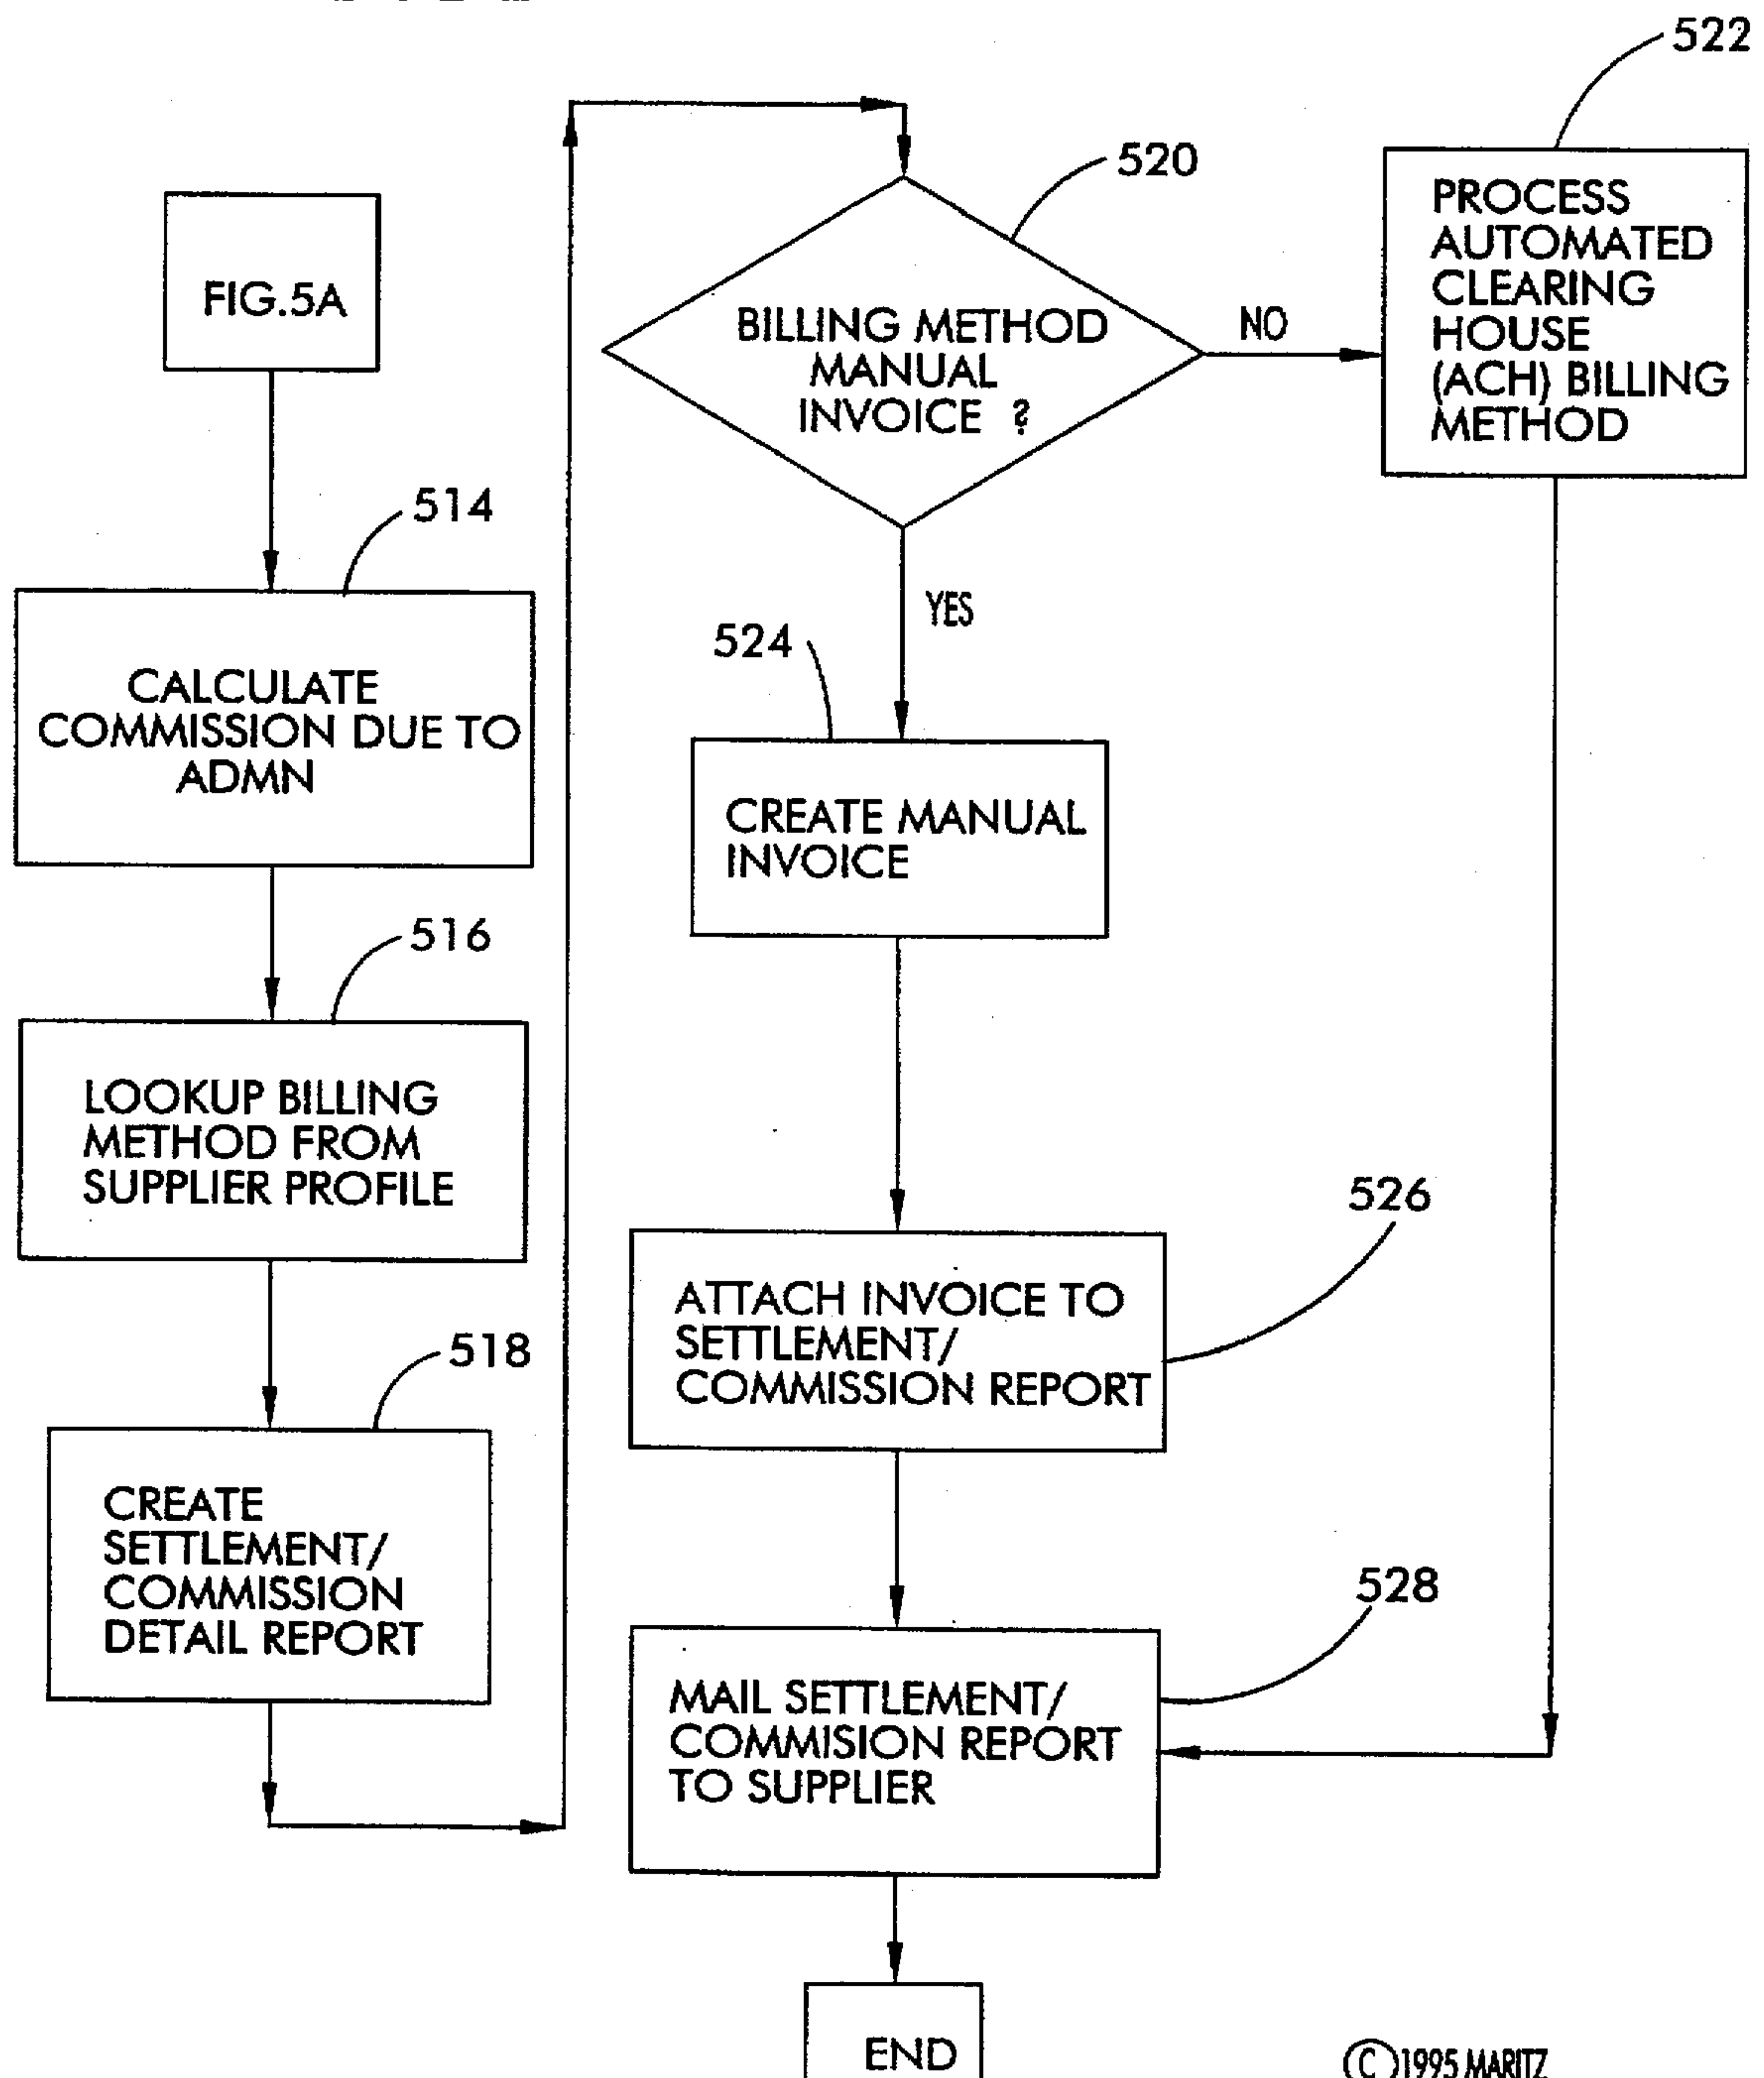 FIG.5A
514
CALCULATE
COMMISSION DUE TO
ADMN
516
LOOKUP BILLING
METHOD FROM
SUPPLIER PROFILE
518
CREATE
SETTLEMENT/
COMMISSION
DETAIL REPORT
520
BILLING METHOD
MANUAL
INVOICE ?
NO
522
PROCESS
AUTOMATED
CLEARING
HOUSE
(ACH) BILLING
METHOD
YES
524
CREATE MANUAL
INVOICE
526
ATTACH INVOICE TO
SETTLEMENT/
COMMISSION REPORT
528
MAIL SETTLEMENT/
COMMISION REPORT
TO SUPPLIER
END
©1995 MARITZ